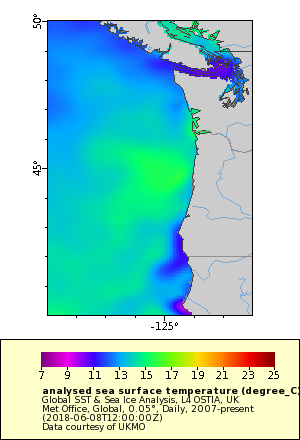 50°
45°
-125°
7 9 11 13 15 17 19 21 23 25
analysed sea surface temperature (degree_C)
Global SST & Sea Ice Analysis, L4 OSTIA, UK
Met Office, Global, 0.05°, Daily, 2007-present
(2018-06-08T12:00:00Z)
Data courtesy of UKMO